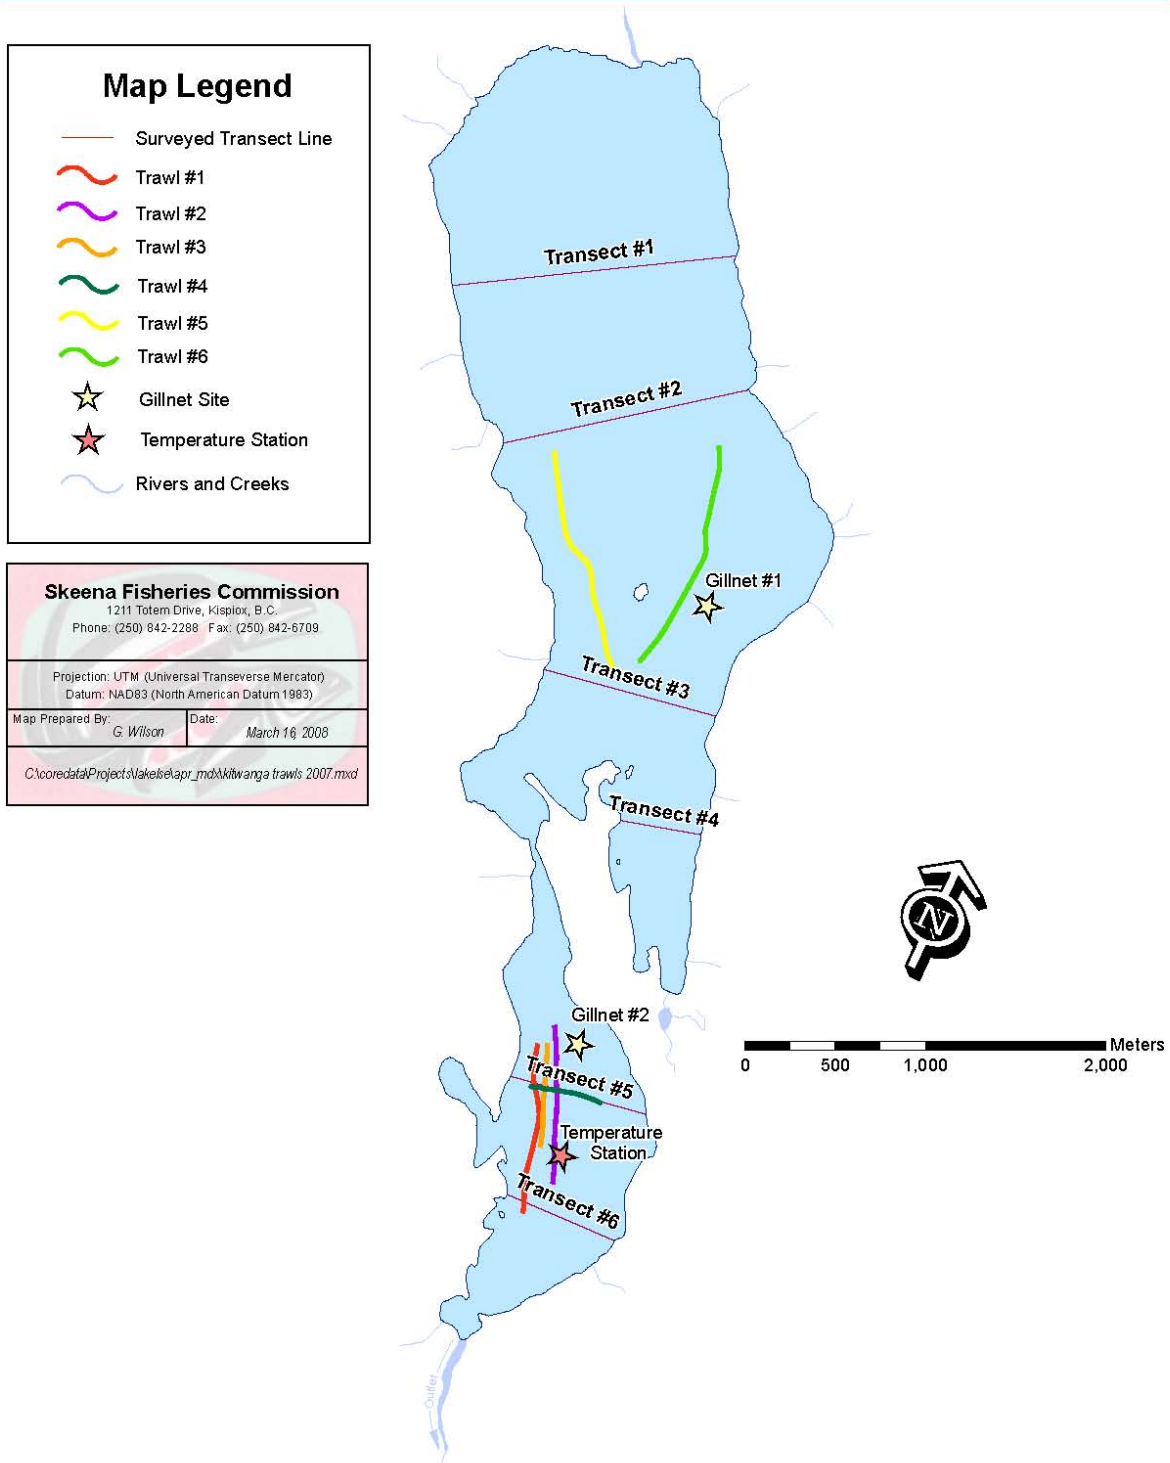 Map Legend
Surveyed Transect Line
Trawl #1
Trawl #2
Trawl #3
Trawl #4
Trawl #5
Trawl #6
Gillnet Site
Temperature Station
Rivers and Creeks
Skeena Fisheries Commission
1211 Totem Drive, Kispiox, B.C.
Phone: (250) 842-2288 Fax: (250) 842-6709
Projection: UTM (Universal Transeverse Mercator)
Datum: NAD83 (North American Datum 1983)
Map Prepared By:
G. Wilson
Date:
March 16, 2008
C:\coredata\Projects\lakelse\apr_mdx\kitwanga trawls 2007.mxd
Transect #1
Transect #2
Gillnet #1
Transect #3
Transect #4
N
Gillnet #2
Meters
0 500 1,000 2,000
Transect #5
Temperature
Station
Transect #6
Outlet